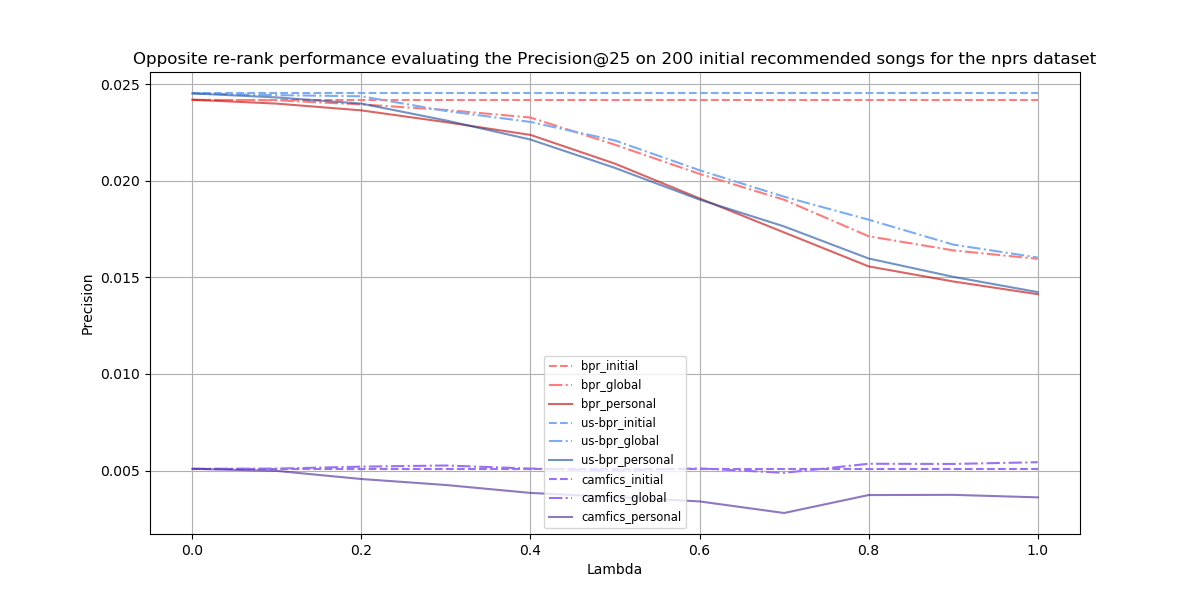 Opposite re-rank performance evaluating the Precision@25 on 200 initial recommended songs for the nprs dataset
0.025
0.020
0.015
0.010
0.005
Precision
bpr_initial
bpr_global
bpr_personal
us-bpr_initial
us-bpr_global
us-bpr_personal
camfics_initial
camfics_global
camfics_personal
0.0 0.2 0.4 0.6 0.8 1.0
Lambda